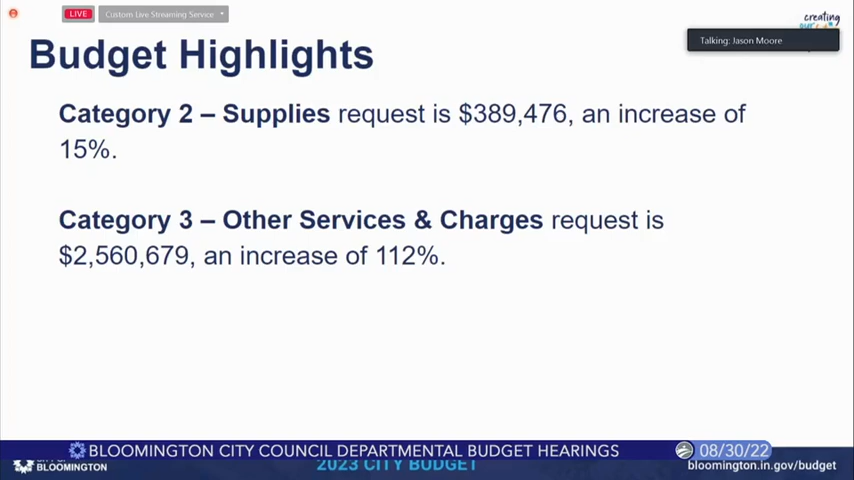 LIVE
Custom Live Streaming Service
creating
Talking: Jason Moore
Budget Highlights
Category 2 – Supplies request is $389,476, an increase of
15%.
Category 3 – Other Services & Charges request is
$2,560,679, an increase of 112%.
BLOOMINGTON CITY COUNCIL DEPARTMENTAL BUDGET HEARINGS
08/30/22
BLOOMINGTON
2023 CITY BUDGET
bloomington.in.gov/budget